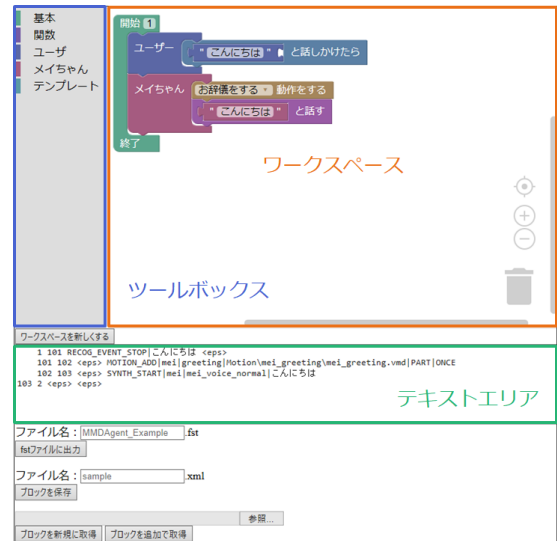 基本
関数
ユーザ
メイちゃん
テンプレート
開始 1
ユーザー " こんにちは " と話しかけたら
メイちゃん お辞儀をする 動作をする
" こんにちは " と話す
終了
ワークスペース
ツールボックス
ワークスペースを新しくする
1 101 RECOG_EVENT_STOP|こんにちは <eps>
101 102 <eps> MOTION_ADD|mei|greeting|Motion\mei_greeting\mei_greeting.vmd|PART|ONCE
102 103 <eps> SYNTH_START|mei|mei_voice_normal|こんにちは
103 2 <eps> <eps>
テキストエリア
ファイル名：MMDAgent_Example .fst
fstファイルに出力
ファイル名：sample .xml
ブロックを保存
参照...
ブロックを新規に取得 ブロックを追加で取得